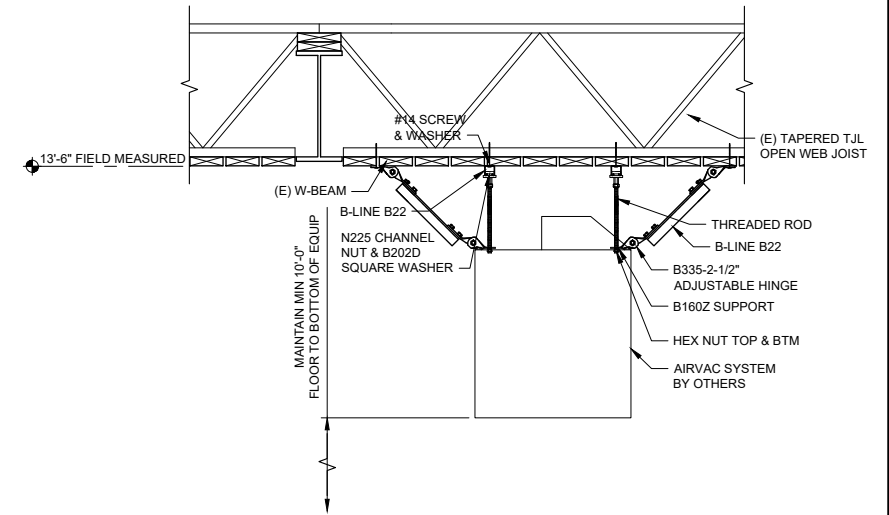 #14 SCREW
& WASHER
(E) TAPERED TJL
OPEN WEB JOIST
13'-6" FIELD MEASURED
(E) W-BEAM
B-LINE B22
N225 CHANNEL
NUT & B202D
SQUARE WASHER
THREADED ROD
B-LINE B22
B335-2-1/2"
ADJUSTABLE HINGE
B160Z SUPPORT
HEX NUT TOP & BTM
AIRVAC SYSTEM
BY OTHERS
MAINTAIN MIN 10'-0"
FLOOR TO BOTTOM OF EQUIP